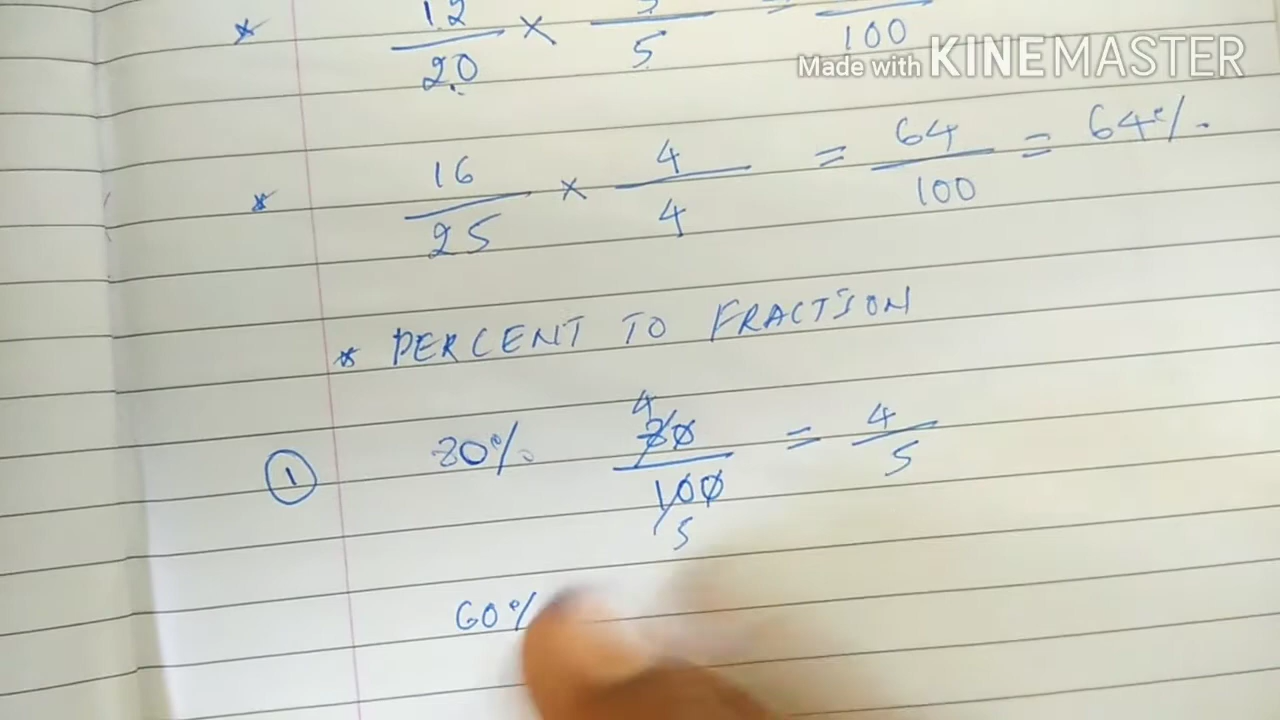 * 12/20 × /5 = /100
Made with KINEMASTER
* 16/25 × 4/4 = 64/100 = 64%.
* PERCENT TO FRACTION
① 80% 80/100 = 4/5
4
5
60%